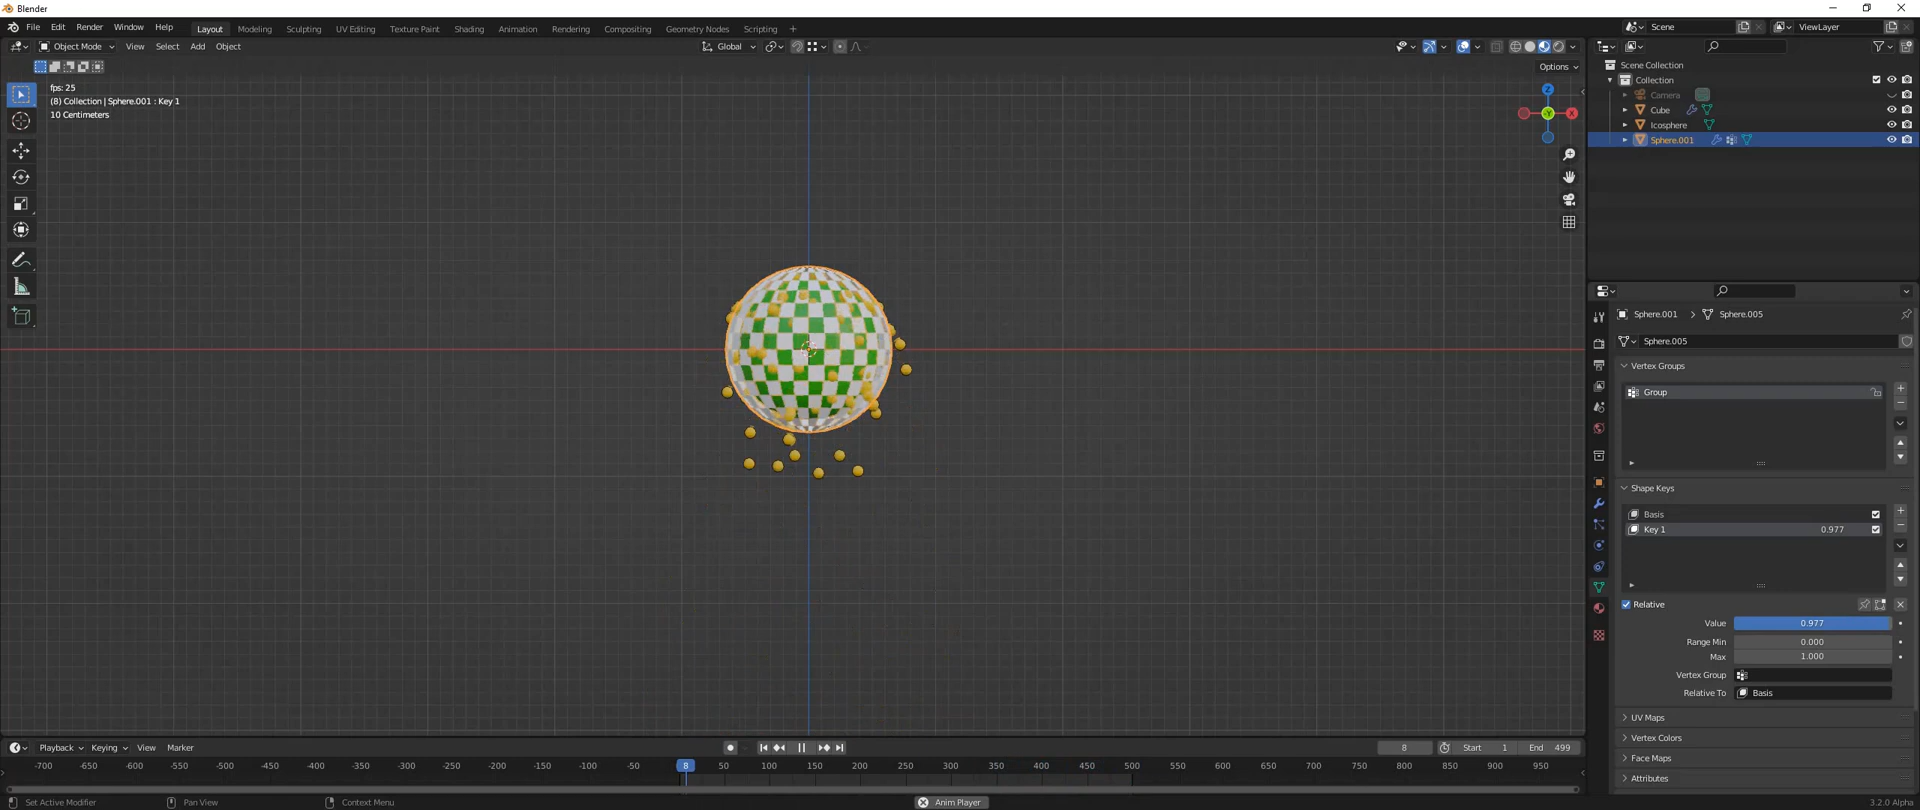 Blender
File Edit Render Window Help Layout Modeling Sculpting UV Editing Texture Paint Shading Animation Rendering Compositing Geometry Nodes Scripting + Scene ViewLayer
Object Mode View Select Add Object Global
Options
fps: 25
(8) Collection | Sphere.001 : Key 1
10 Centimeters
Z
Y
X
Scene Collection
Collection
Camera
Cube
Icosphere
Sphere.001
Sphere.001 > Sphere.005
Sphere.005
Vertex Groups
Group
Shape Keys
Basis
Key 1 0.977
Relative
Value 0.977
Range Min 0.000
Max 1.000
Vertex Group
Relative To Basis
UV Maps
Vertex Colors
Face Maps
Attributes
Playback Keying View Marker 8 Start 1 End 499
-700 -650 -600 -550 -500 -450 -400 -350 -300 -250 -200 -150 -100 -50 8 50 100 150 200 250 300 350 400 450 500 550 600 650 700 750 800 850 900 950
Set Active Modifier Pan View Context Menu Anim Player 3.2.0 Alpha